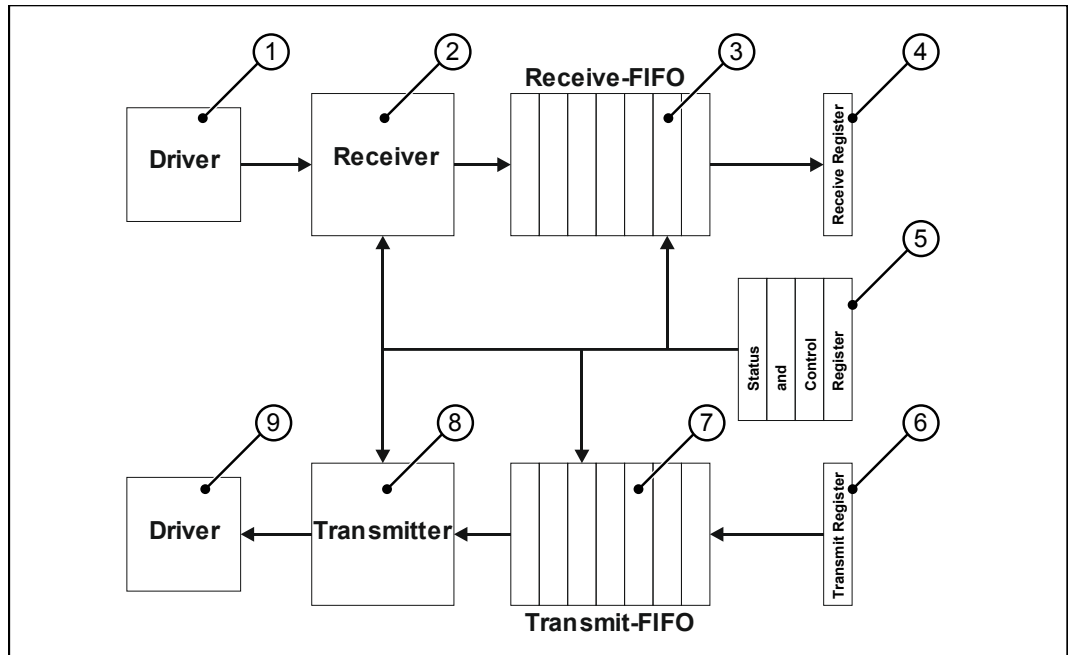 1
2
3
4
Receive-FIFO
Driver
Receiver
Receive Register
5
Status
and
Control
Register
9
8
7
6
Driver
Transmitter
Transmit Register
Transmit-FIFO